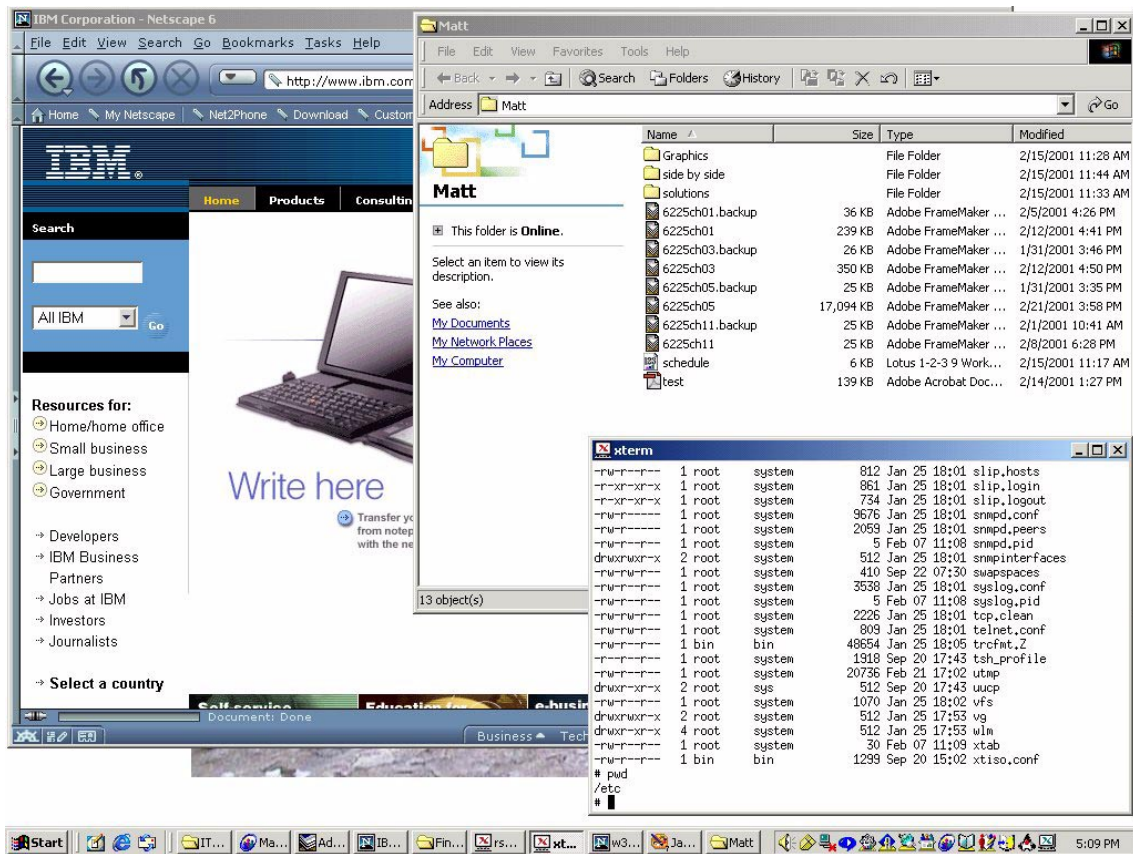 IBM Corporation - Netscape 6
File Edit View Search Go Bookmarks Tasks Help
http://www.ibm.com
Home My Netscape Net2Phone Download Custom
IBM
Home Products Consultin
Search
All IBM Go
Resources for:
Home/home office
Small business
Large business
Government
Developers
IBM Business
Partners
Jobs at IBM
Investors
Journalists
Select a country
Write here
Transfer yo
from notep
with the ne
Self-service Education for e-busin
Document: Done
Business Tech
Matt
File Edit View Favorites Tools Help
Back Search Folders History
Address Matt Go
Matt
This folder is Online.
Select an item to view its
description.
See also:
My Documents
My Network Places
My Computer
Name Size Type Modified
Graphics File Folder 2/15/2001 11:28 AM
side by side File Folder 2/15/2001 11:44 AM
solutions File Folder 2/15/2001 11:33 AM
6225ch01.backup 36 KB Adobe FrameMaker ... 2/5/2001 4:26 PM
6225ch01 239 KB Adobe FrameMaker ... 2/12/2001 4:41 PM
6225ch03.backup 26 KB Adobe FrameMaker ... 1/31/2001 3:46 PM
6225ch03 350 KB Adobe FrameMaker ... 2/12/2001 4:50 PM
6225ch05.backup 25 KB Adobe FrameMaker ... 1/31/2001 3:35 PM
6225ch05 17,094 KB Adobe FrameMaker ... 2/21/2001 3:58 PM
6225ch11.backup 25 KB Adobe FrameMaker ... 2/1/2001 10:41 AM
6225ch11 25 KB Adobe FrameMaker ... 2/8/2001 6:28 PM
schedule 6 KB Lotus 1-2-3 9 Work... 2/15/2001 11:17 AM
test 139 KB Adobe Acrobat Doc... 2/14/2001 1:27 PM
13 object(s)
xterm
-rw-r--r-- 1 root system 812 Jan 25 18:01 slip.hosts
-r-xr-xr-x 1 root system 861 Jan 25 18:01 slip.login
-r-xr-xr-x 1 root system 734 Jan 25 18:01 slip.logout
-rw-r----- 1 root system 9676 Jan 25 18:01 snmpd.conf
-rw-r----- 1 root system 2059 Jan 25 18:01 snmpd.peers
-rw-r--r-- 1 root system 5 Feb 07 11:08 snmpd.pid
drwxrwxr-x 2 root system 512 Jan 25 18:01 snmpinterfaces
-rw-rw-r-- 1 root system 410 Sep 22 07:30 swapspaces
-rw-r--r-- 1 root system 3538 Jan 25 18:01 syslog.conf
-rw-r--r-- 1 root system 5 Feb 07 11:08 syslog.pid
-rw-rw-r-- 1 root system 2226 Jan 25 18:01 tcp.clean
-rw-rw-r-- 1 root system 809 Jan 25 18:01 telnet.conf
-rw-r--r-- 1 bin bin 48654 Jan 25 18:05 trcfmt.Z
-r--r--r-- 1 root system 1918 Sep 20 17:43 tsh_profile
-rw-r--r-- 1 root system 20736 Feb 21 17:02 utmp
drwxr-xr-x 2 root sys 512 Sep 20 17:43 uucp
-rw-r--r-- 1 root system 1070 Jan 25 18:02 vfs
drwxrwxr-x 2 root system 512 Jan 25 17:53 vg
drwxr-xr-x 4 root system 512 Jan 25 17:53 wlm
-rw-r--r-- 1 root system 30 Feb 07 11:09 xtab
-rw-r--r-- 1 bin bin 1299 Sep 20 15:02 xtiso.conf
# pwd
/etc
#
Start IT... Ma... Ad... IB... Fin... rs... xt... w3... Ja... Matt 5:09 PM